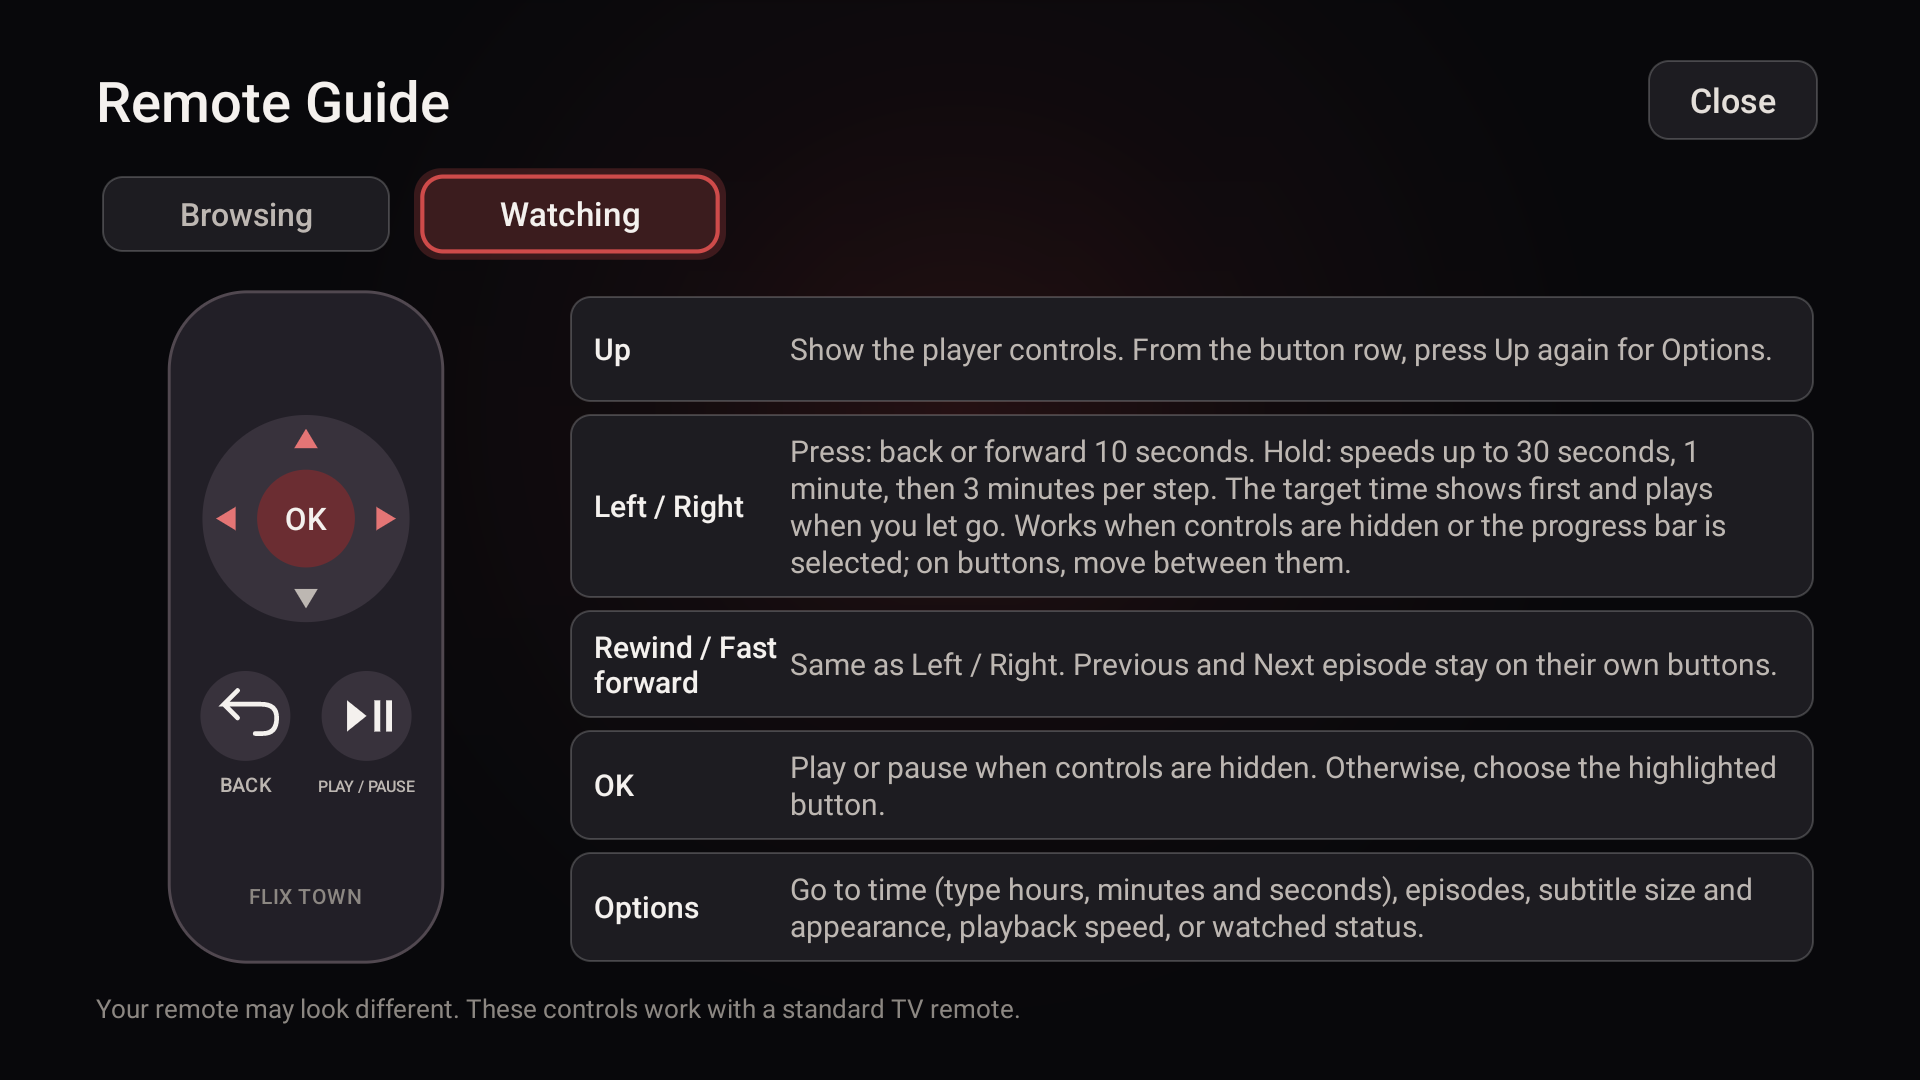 Remote Guide
Close
Browsing
Watching
OK
BACK
PLAY / PAUSE
FLIX TOWN
Up
Show the player controls. From the button row, press Up again for Options.
Left / Right
Press: back or forward 10 seconds. Hold: speeds up to 30 seconds, 1
minute, then 3 minutes per step. The target time shows first and plays
when you let go. Works when controls are hidden or the progress bar is
selected; on buttons, move between them.
Rewind / Fast
forward
Same as Left / Right. Previous and Next episode stay on their own buttons.
OK
Play or pause when controls are hidden. Otherwise, choose the highlighted
button.
Options
Go to time (type hours, minutes and seconds), episodes, subtitle size and
appearance, playback speed, or watched status.
Your remote may look different. These controls work with a standard TV remote.